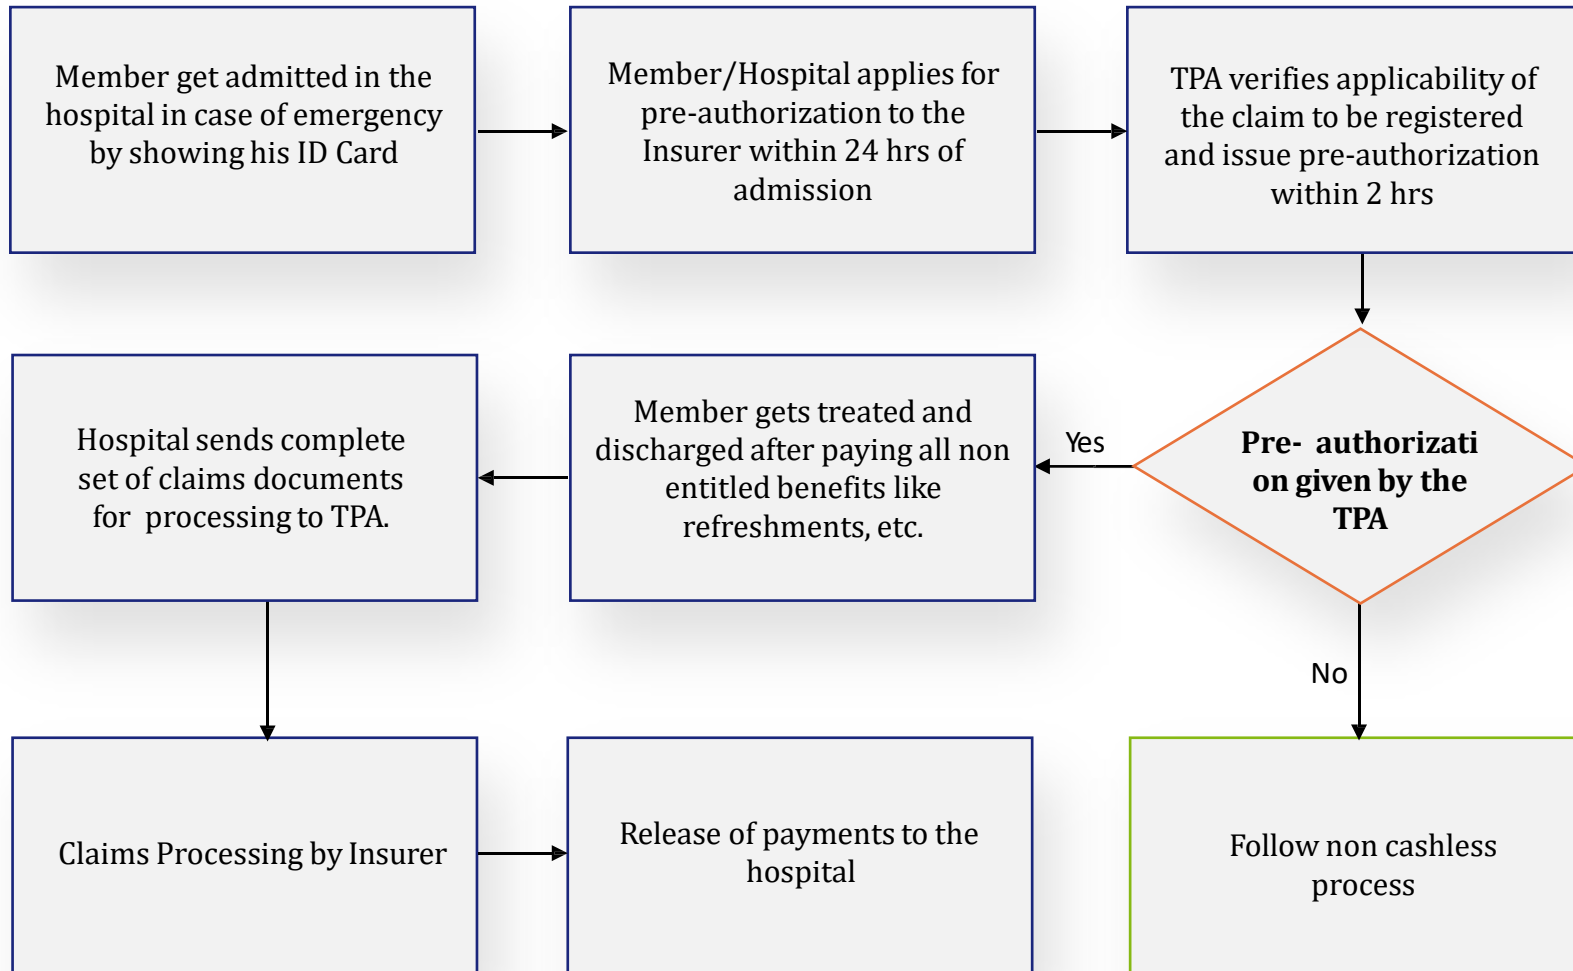 Member get admitted in the
hospital in case of emergency
by showing his ID Card
Member/Hospital applies for
pre-authorization to the
Insurer within 24 hrs of
admission
TPA verifies applicability of
the claim to be registered
and issue pre-authorization
within 2 hrs
Pre- authorizati
on given by the
TPA
Yes
Member gets treated and
discharged after paying all non
entitled benefits like
refreshments, etc.
Hospital sends complete
set of claims documents
for processing to TPA.
No
Claims Processing by Insurer
Release of payments to the
hospital
Follow non cashless
process